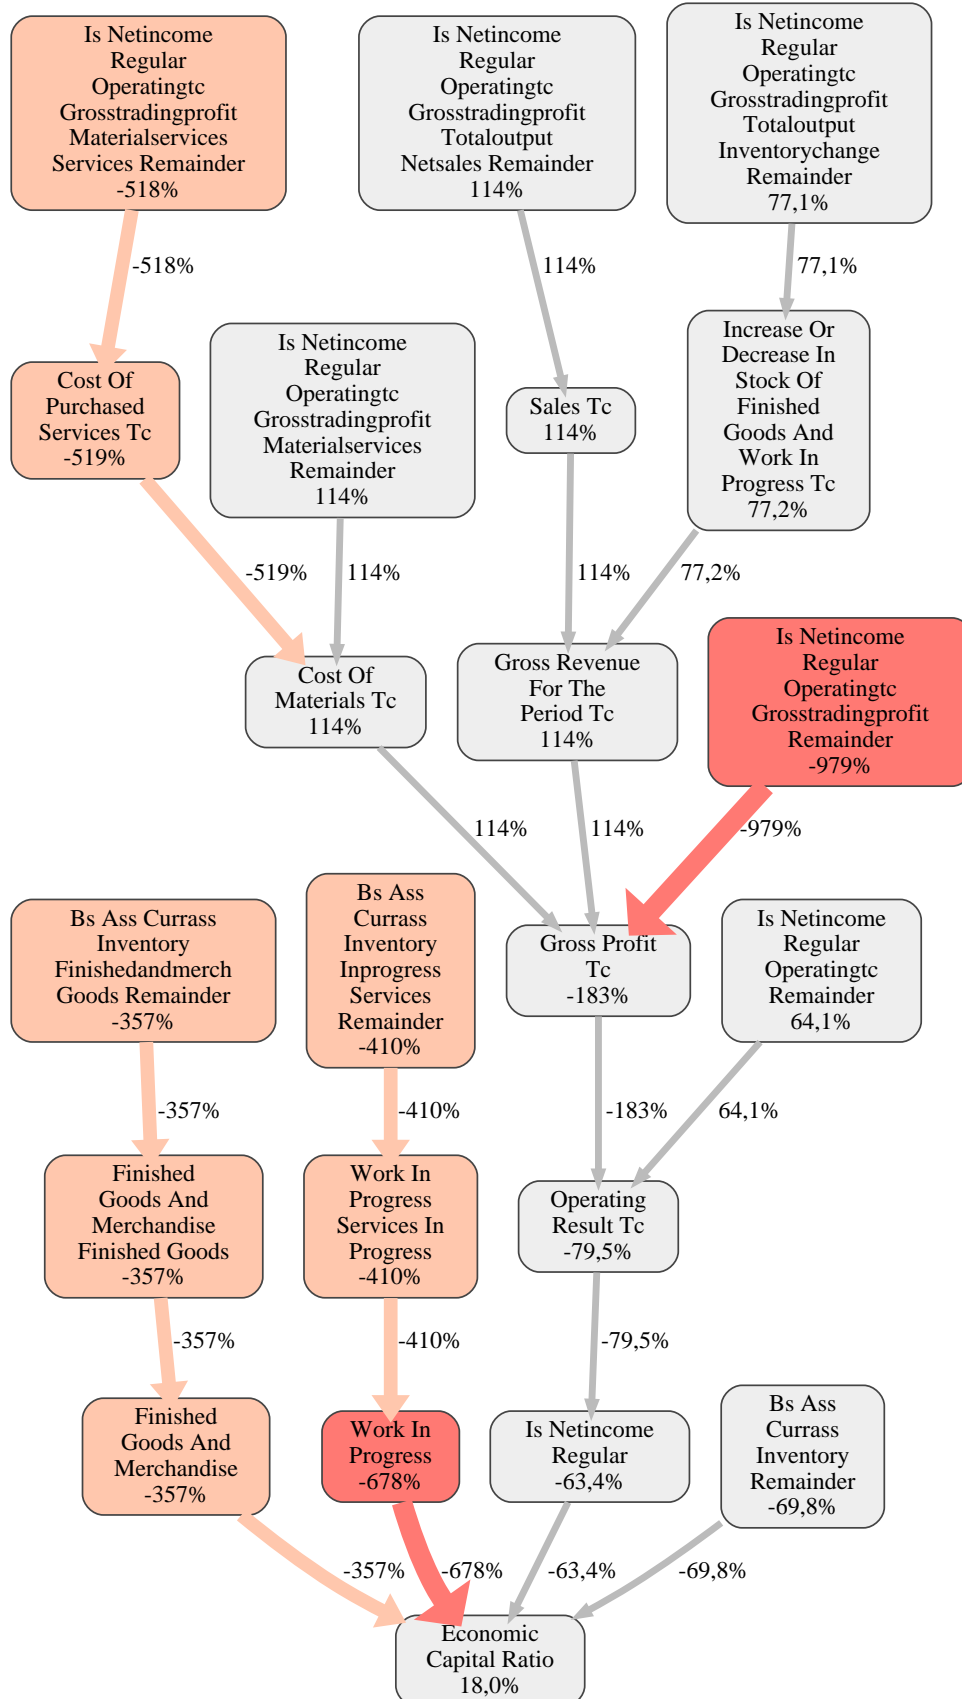 Is Netincome
Regular
Operatingtc
Grosstradingprofit
Materialservices
Services Remainder
-518%
Is Netincome
Regular
Operatingtc
Grosstradingprofit
Totaloutput
Netsales Remainder
114%
Is Netincome
Regular
Operatingtc
Grosstradingprofit
Totaloutput
Inventorychange
Remainder
77,1%
-518%
114%
77,1%
Cost Of
Purchased
Services Tc
-519%
Is Netincome
Regular
Operatingtc
Grosstradingprofit
Materialservices
Remainder
114%
Sales Tc
114%
Increase Or
Decrease In
Stock Of
Finished
Goods And
Work In
Progress Tc
77,2%
-519%
114%
114%
77,2%
Cost Of
Materials Tc
114%
Gross Revenue
For The
Period Tc
114%
Is Netincome
Regular
Operatingtc
Grosstradingprofit
Remainder
-979%
114%
114%
-979%
Bs Ass Currass
Inventory
Finishedandmerch
Goods Remainder
-357%
Bs Ass
Currass
Inventory
Inprogress
Services
Remainder
-410%
Gross Profit
Tc
-183%
Is Netincome
Regular
Operatingtc
Remainder
64,1%
-357%
-410%
-183%
64,1%
Finished
Goods And
Merchandise
Finished Goods
-357%
Work In
Progress
Services In
Progress
-410%
Operating
Result Tc
-79,5%
-357%
-410%
-79,5%
Finished
Goods And
Merchandise
-357%
Work In
Progress
-678%
Is Netincome
Regular
-63,4%
Bs Ass
Currass
Inventory
Remainder
-69,8%
-357%
-678%
-63,4%
-69,8%
Economic
Capital Ratio
18,0%